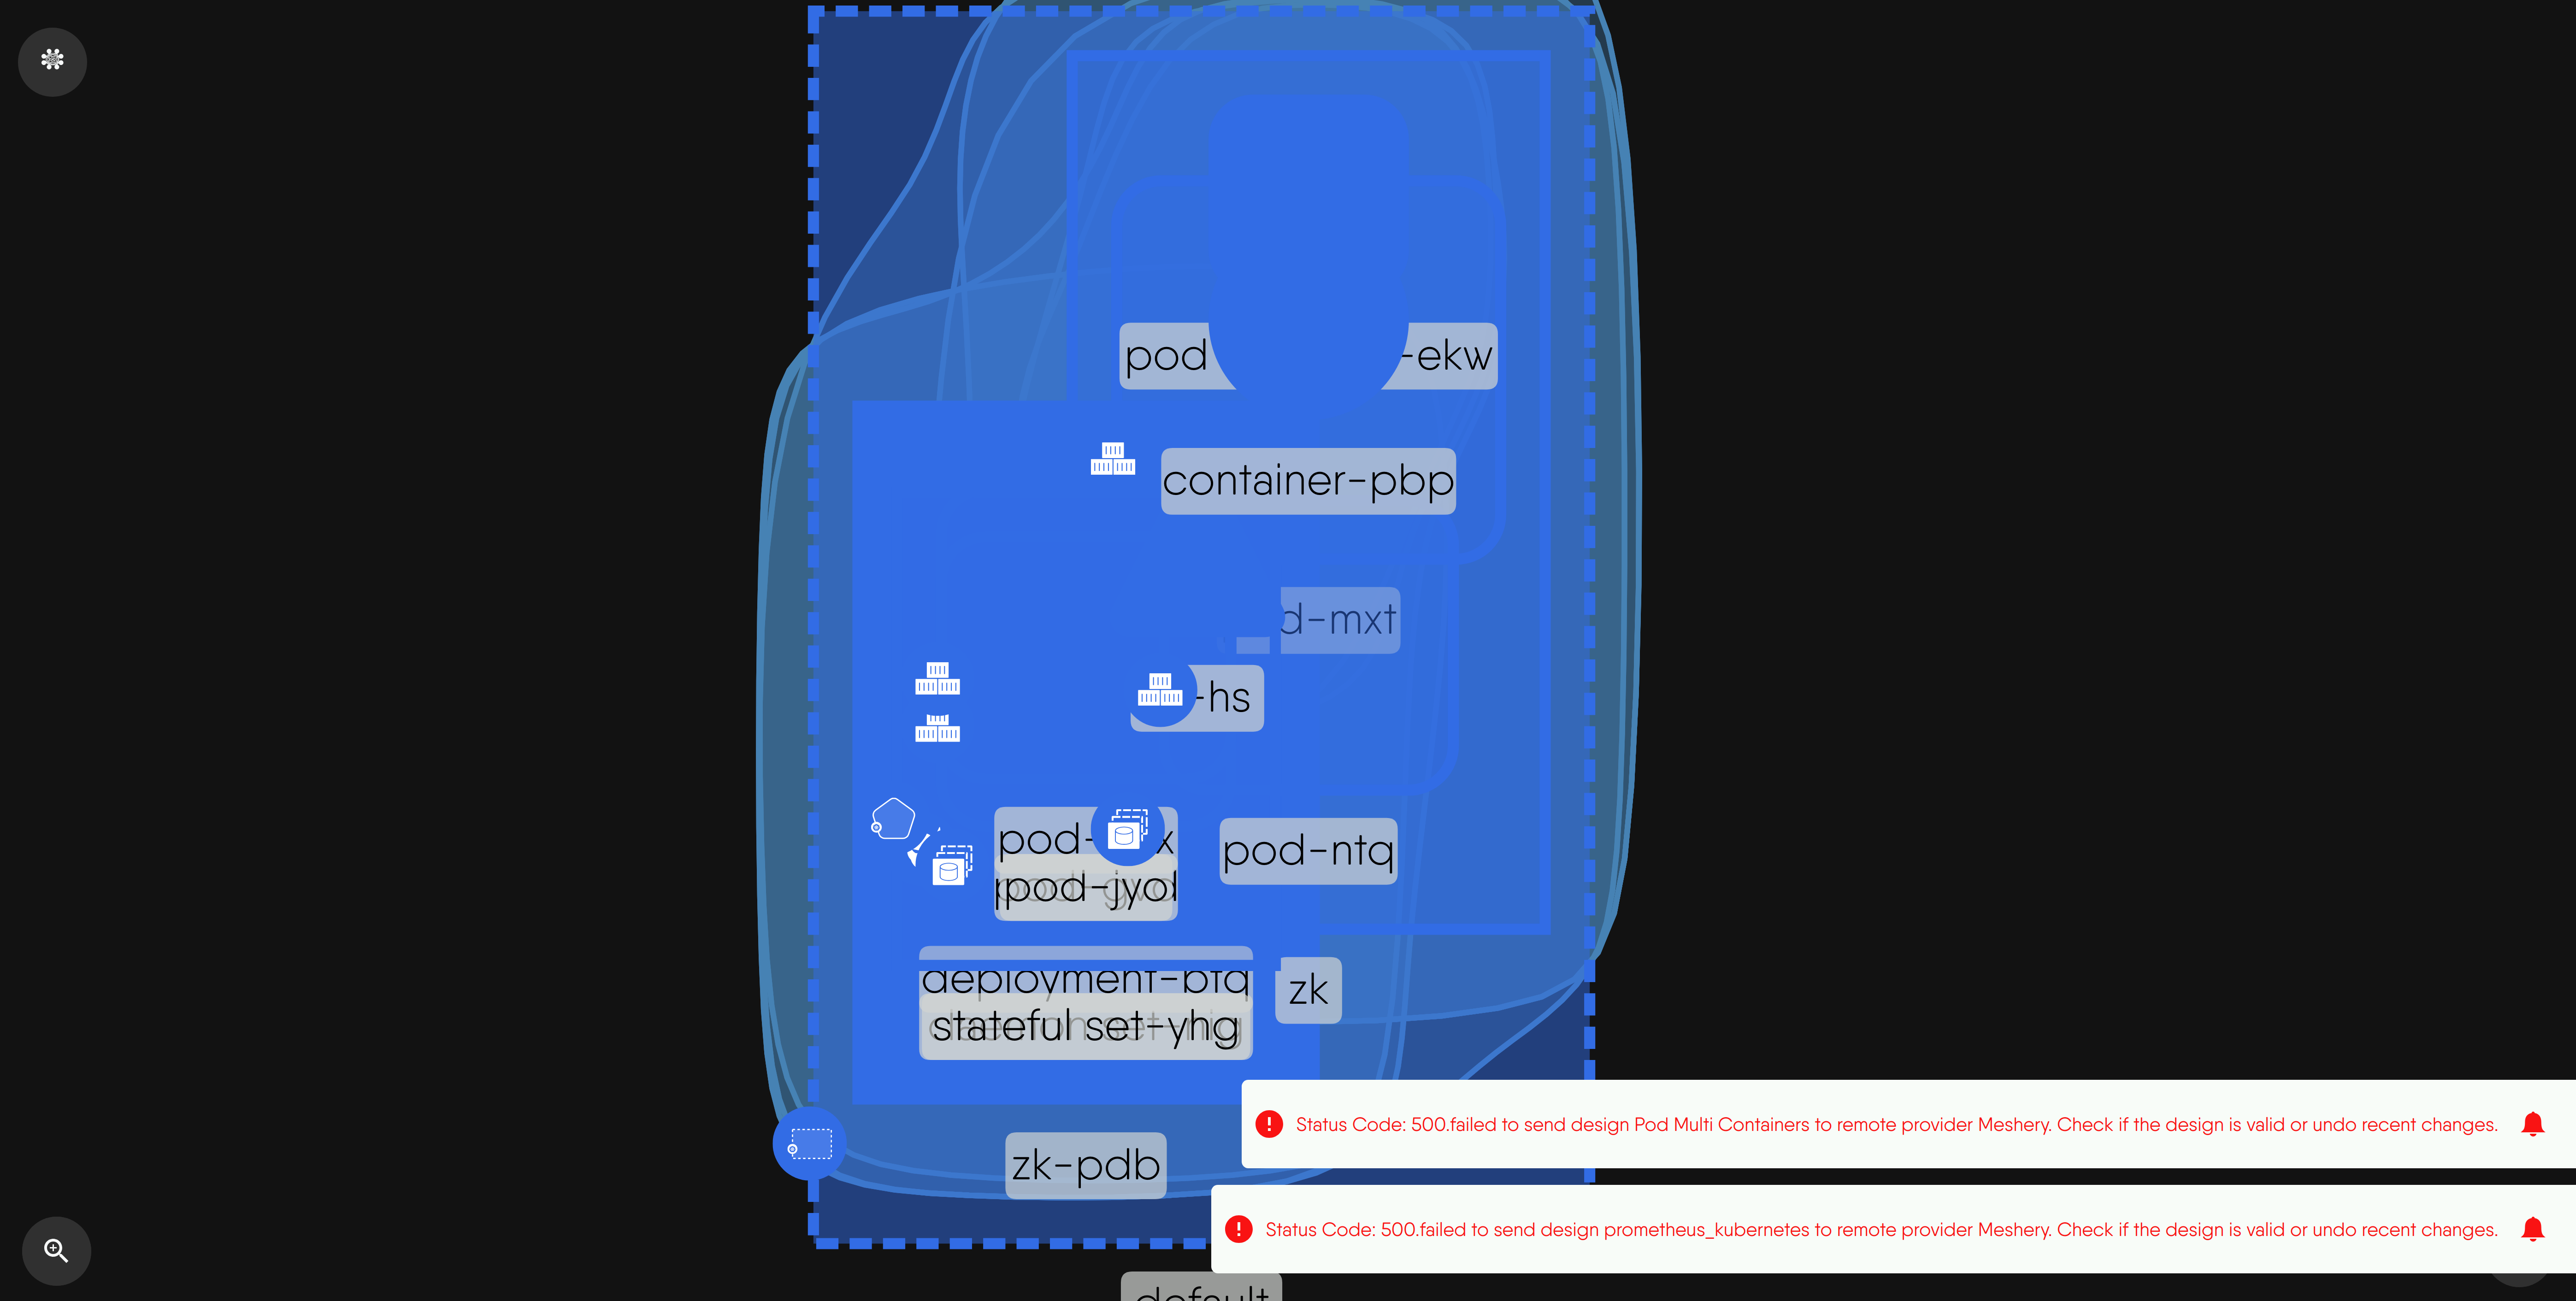 pod -ekw
container-pbp
d-mxt
-hs
pod- x
pod-ntq
pod-jyo
deployment-btq
zk
stateful set-yhg
zk-pdb
Status Code: 500.failed to send design Pod Multi Containers to remote provider Meshery. Check if the design is valid or undo recent changes.
Status Code: 500.failed to send design prometheus_kubernetes to remote provider Meshery. Check if the design is valid or undo recent changes.
default